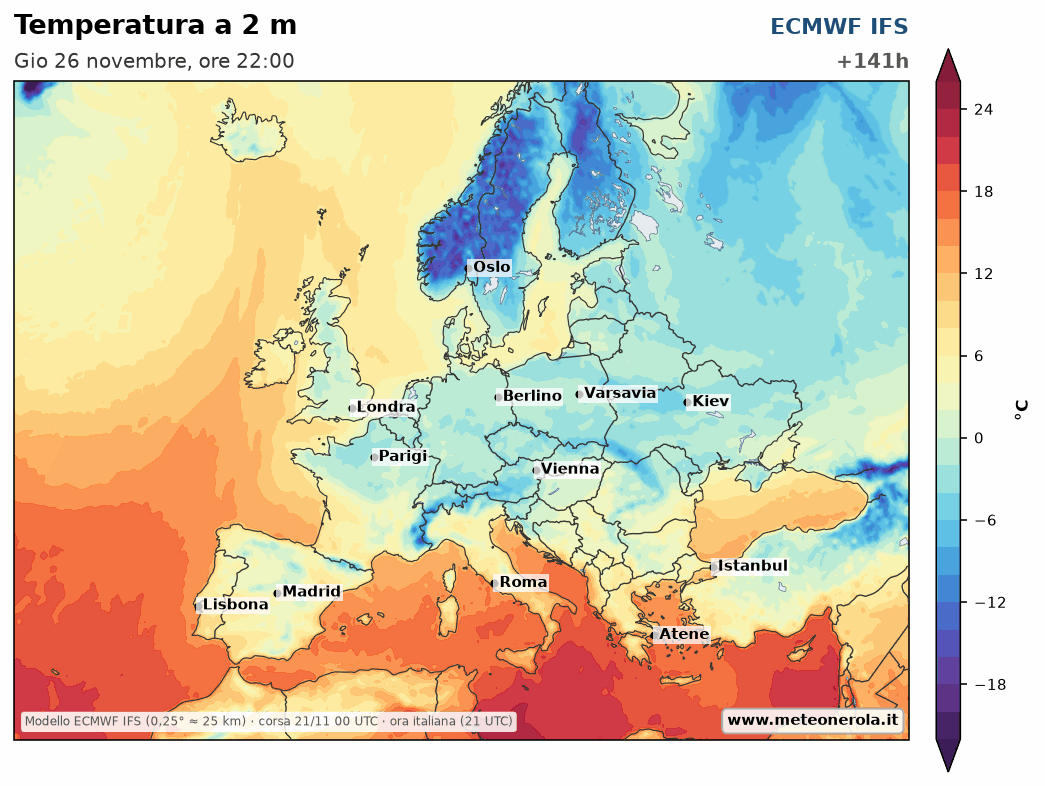 Temperatura a 2 m
ECMWF IFS
Gio 26 novembre, ore 22:00
+141h
24
18
12
6
0
−6
−12
−18
°C
Oslo
Berlino
Varsavia
Kiev
Londra
Parigi
Vienna
Istanbul
Roma
Madrid
Lisbona
Atene
Modello ECMWF IFS (0,25° ≈ 25 km) · corsa 21/11 00 UTC · ora italiana (21 UTC)
www.meteonerola.it